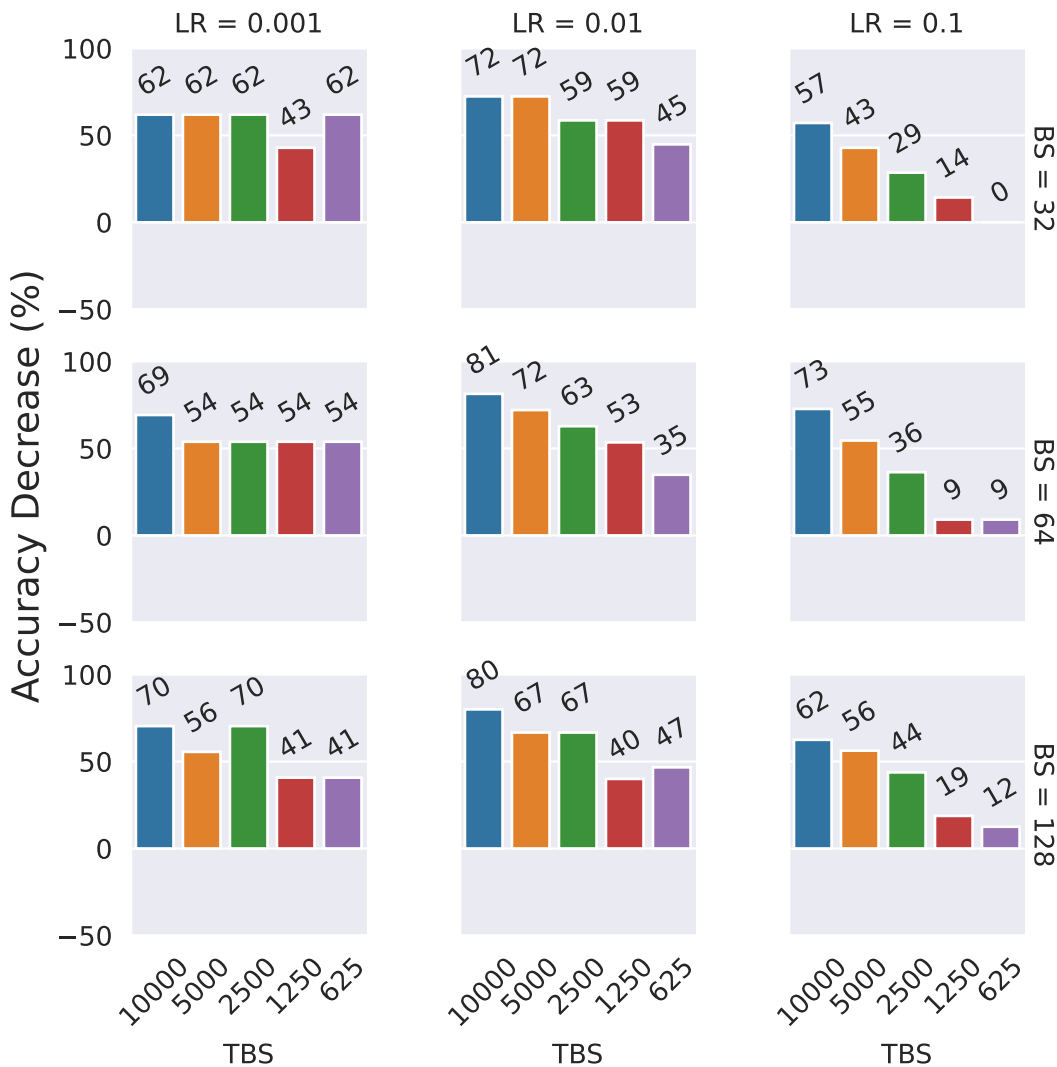 LR = 0.001 LR = 0.01 LR = 0.1
Accuracy Decrease (%)
100
50
0
−50
62 62 62 43 62
72 72 59 59 45
57 43 29 14 0
BS = 32
100
50
0
−50
69 54 54 54 54
81 72 63 53 35
73 55 36 9 9
BS = 64
100
50
0
−50
70 56 70 41 41
80 67 67 40 47
62 56 44 19 12
BS = 128
10000 5000 2500 1250 625
10000 5000 2500 1250 625
10000 5000 2500 1250 625
TBS TBS TBS